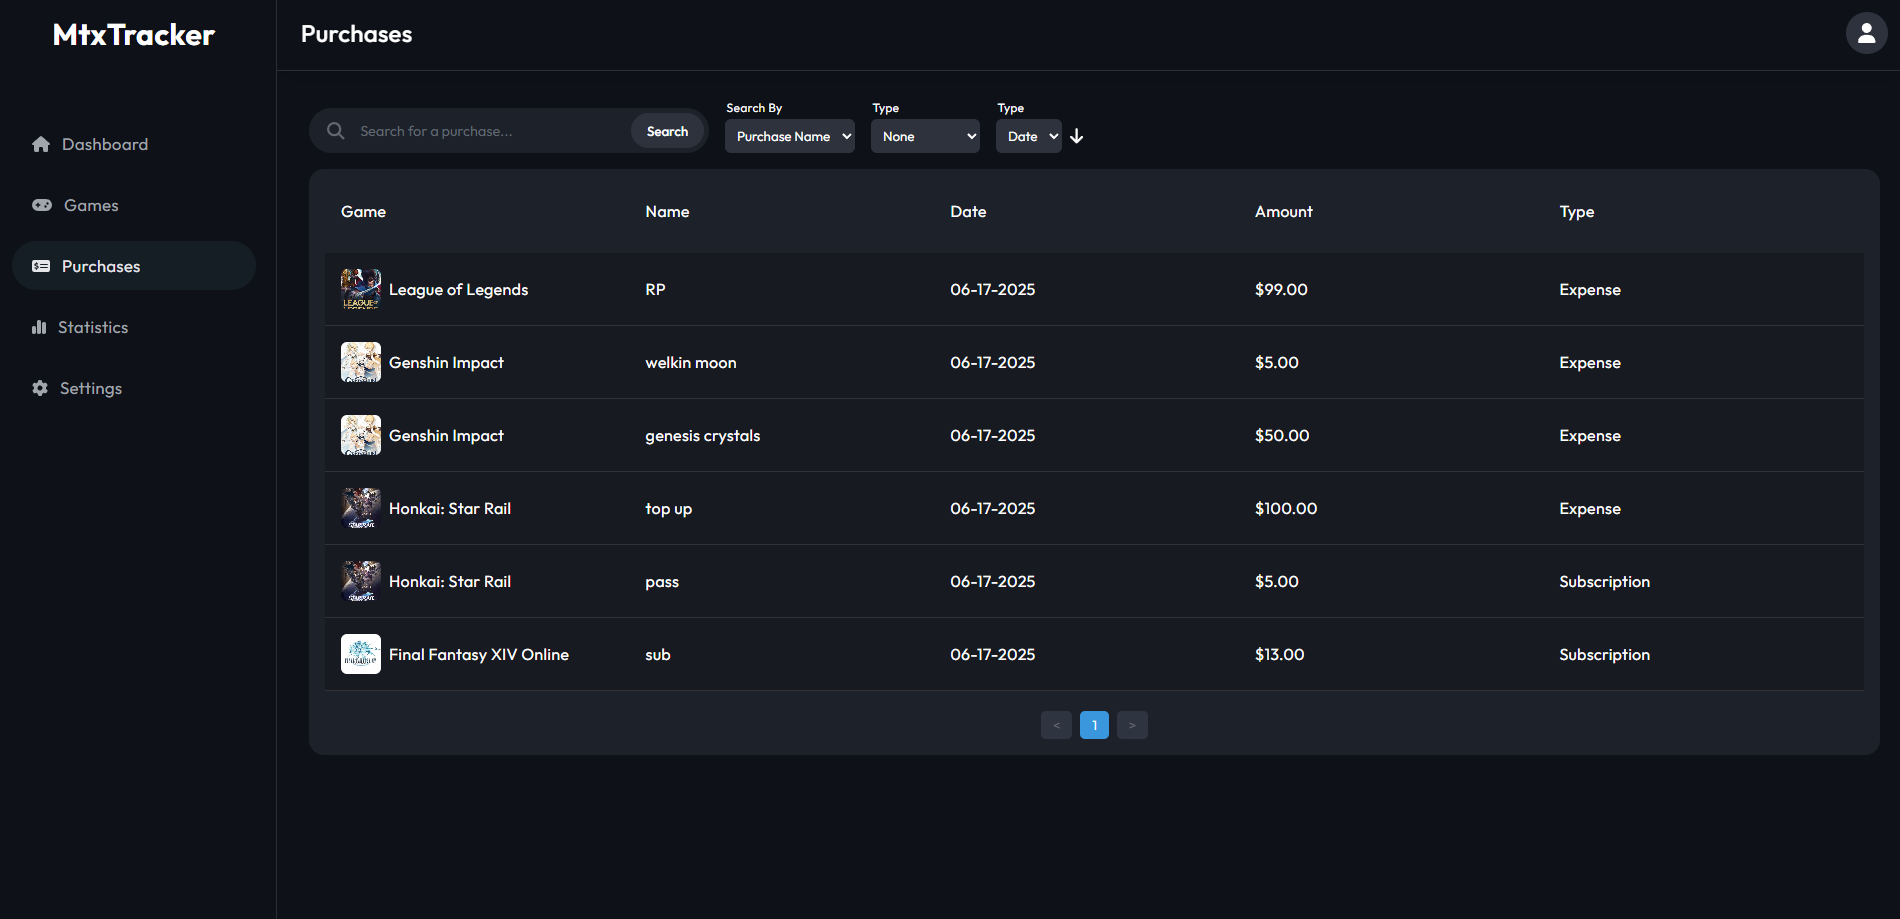 MtxTracker
Purchases
Dashboard
Games
Purchases
Statistics
Settings
Search for a purchase...
Search
Search By
Purchase Name
Type
None
Type
Date
Game Name Date Amount Type
League of Legends RP 06-17-2025 $99.00 Expense
Genshin Impact welkin moon 06-17-2025 $5.00 Expense
Genshin Impact genesis crystals 06-17-2025 $50.00 Expense
Honkai: Star Rail top up 06-17-2025 $100.00 Expense
Honkai: Star Rail pass 06-17-2025 $5.00 Subscription
Final Fantasy XIV Online sub 06-17-2025 $13.00 Subscription
< 1 >